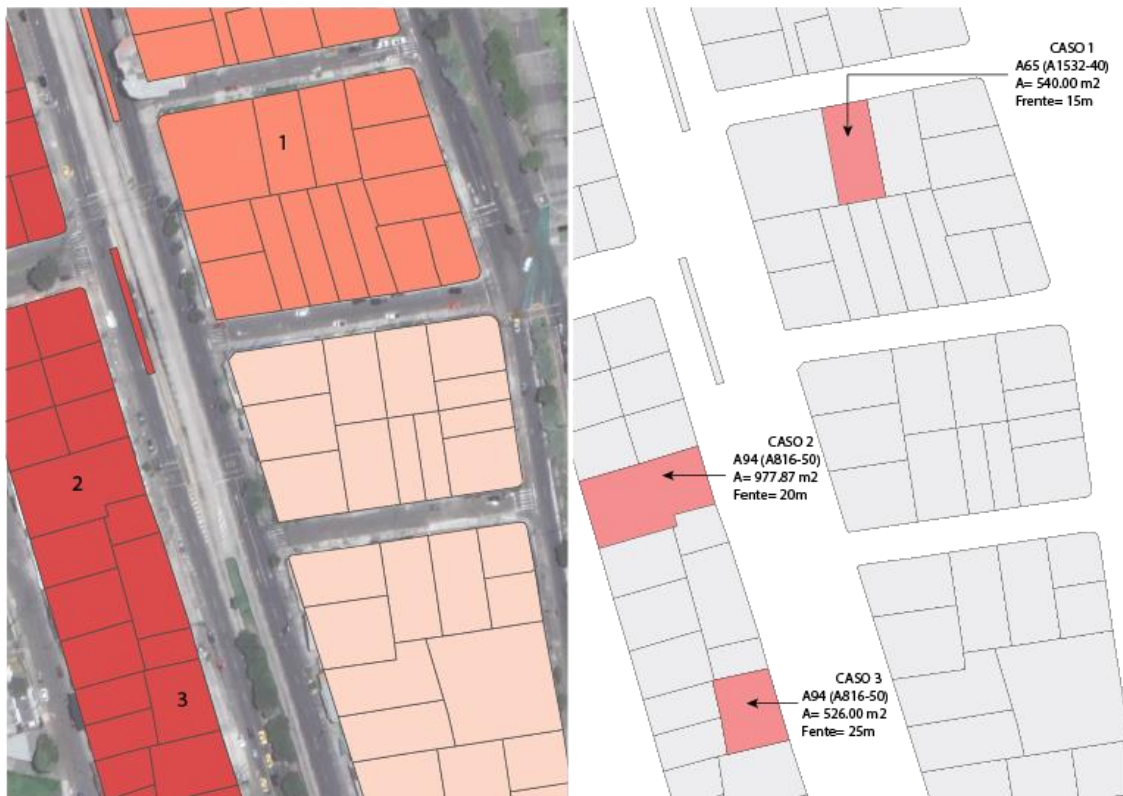 1
2
3
CASO 1
A65 (A1532-40)
A= 540.00 m2
Frente= 15m
CASO 2
A94 (A816-50)
A= 977.87 m2
Fente= 20m
CASO 3
A94 (A816-50)
A= 526.00 m2
Fente= 25m